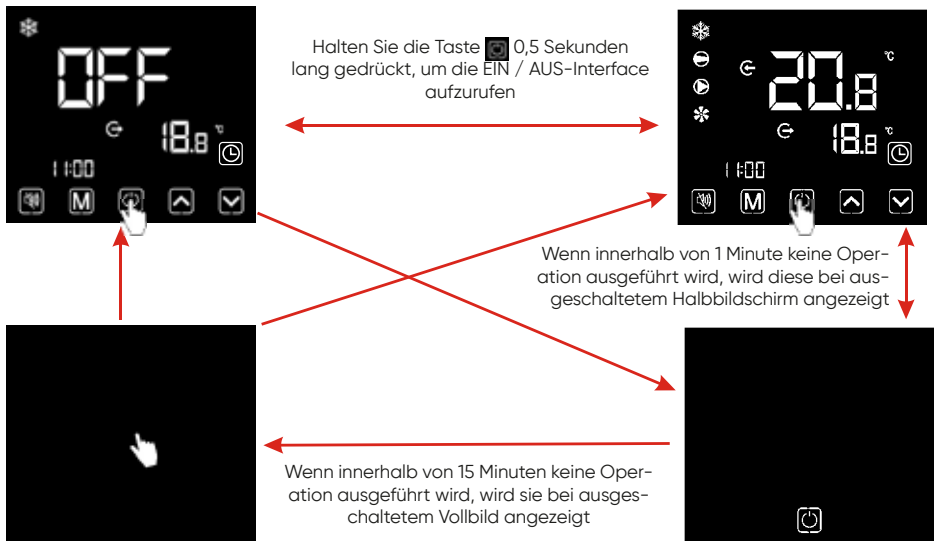 OFF
18.8 °C
11:00
M
Halten Sie die Taste 0,5 Sekunden
lang gedrückt, um die EIN / AUS-Interface
aufzurufen
20.8 °C
18.8 °C
11:00
M
Wenn innerhalb von 1 Minute keine Oper-
ation ausgeführt wird, wird diese bei aus-
geschaltetem Halbbildschirm angezeigt
Wenn innerhalb von 15 Minuten keine Oper-
ation ausgeführt wird, wird sie bei ausges-
chaltetem Vollbild angezeigt